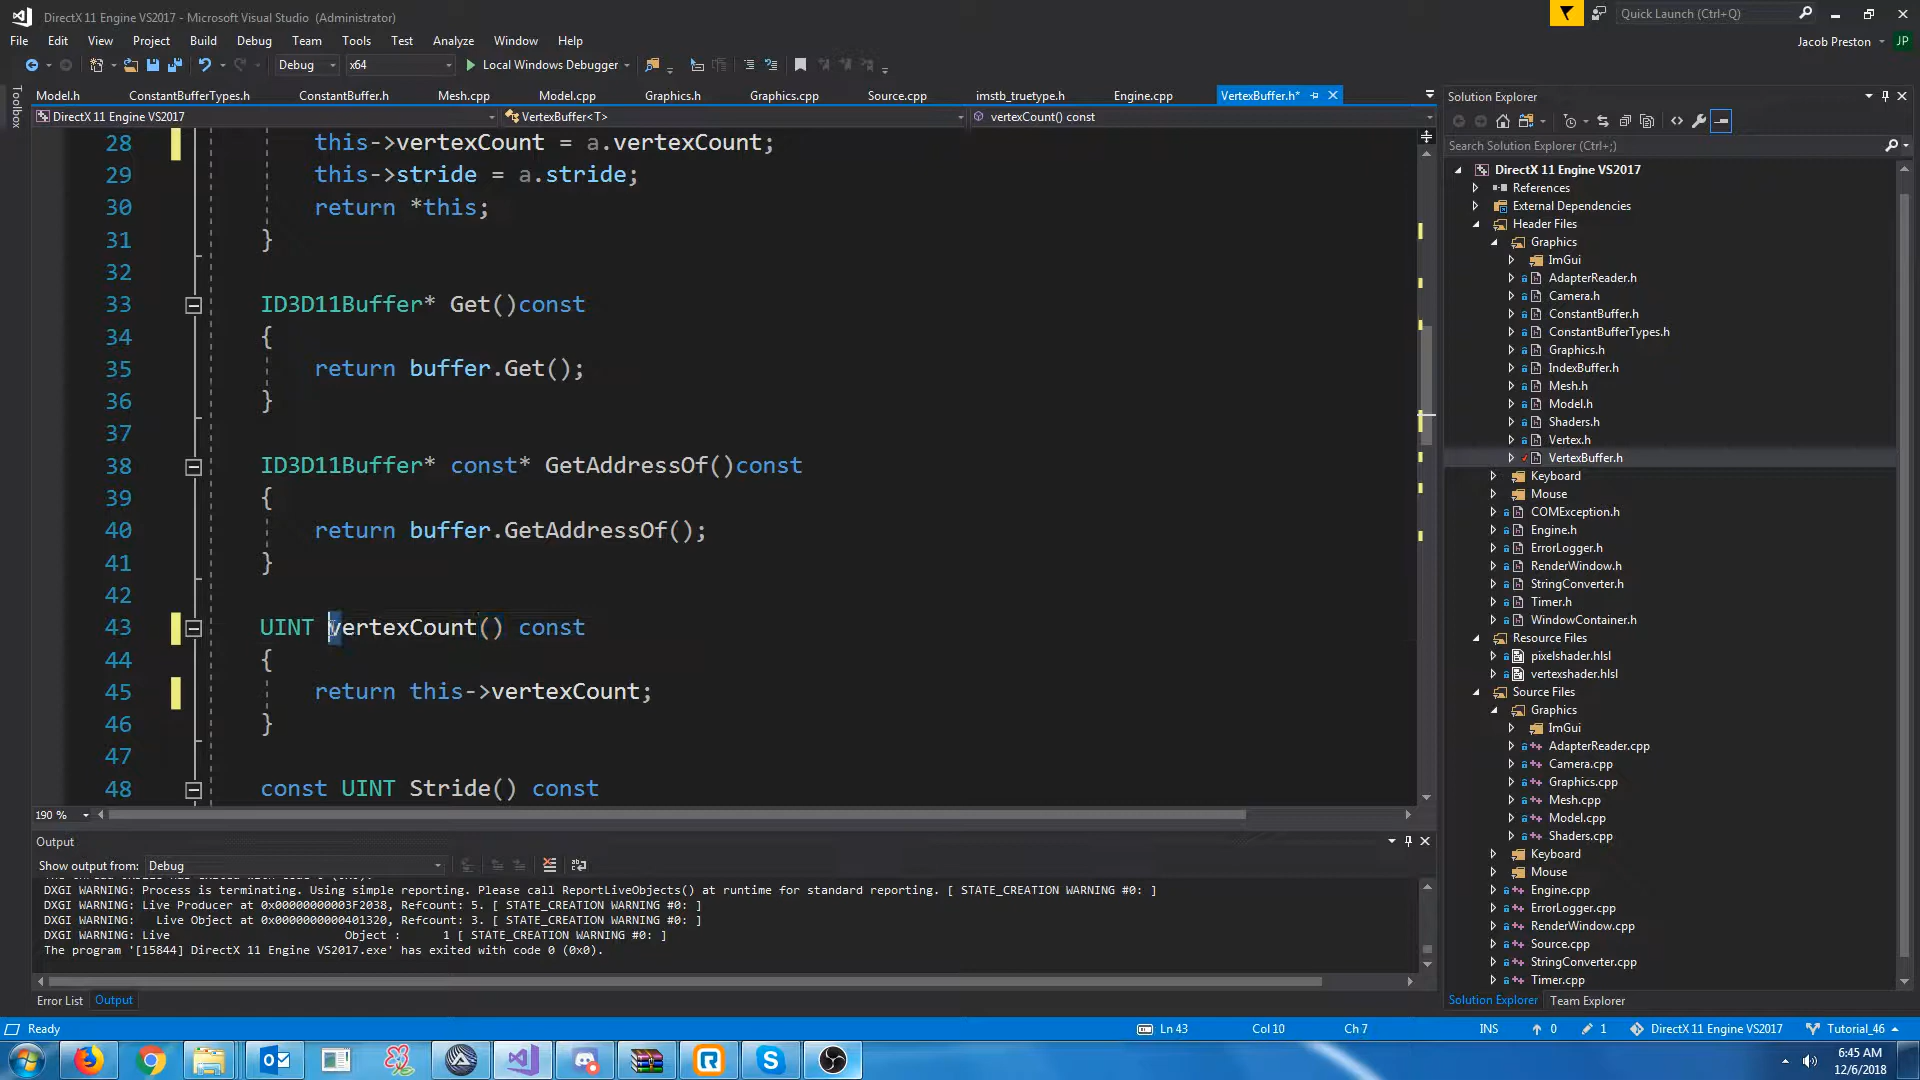 DirectX 11 Engine VS2017 - Microsoft Visual Studio (Administrator)
Quick Launch (Ctrl+Q)
File Edit View Project Build Debug Team Tools Test Analyze Window Help
Jacob Preston JP
Debug x64 Local Windows Debugger
Toolbox
Model.h ConstantBufferTypes.h ConstantBuffer.h Mesh.cpp Model.cpp Graphics.h Graphics.cpp Source.cpp imstb_truetype.h Engine.cpp VertexBuffer.h*
DirectX 11 Engine VS2017 VertexBuffer<T> vertexCount() const
28 this->vertexCount = a.vertexCount;
29 this->stride = a.stride;
30 return *this;
31 }
32
33 ID3D11Buffer* Get()const
34 {
35 return buffer.Get();
36 }
37
38 ID3D11Buffer* const* GetAddressOf()const
39 {
40 return buffer.GetAddressOf();
41 }
42
43 UINT vertexCount() const
44 {
45 return this->vertexCount;
46 }
47
48 const UINT Stride() const
190 %
Output
Show output from: Debug
DXGI WARNING: Process is terminating. Using simple reporting. Please call ReportLiveObjects() at runtime for standard reporting. [ STATE_CREATION WARNING #0: ]
DXGI WARNING: Live Producer at 0x00000000003F2038, Refcount: 5. [ STATE_CREATION WARNING #0: ]
DXGI WARNING: Live Object at 0x0000000000401320, Refcount: 3. [ STATE_CREATION WARNING #0: ]
DXGI WARNING: Live Object : 1 [ STATE_CREATION WARNING #0: ]
The program '[15844] DirectX 11 Engine VS2017.exe' has exited with code 0 (0x0).
Error List Output
Solution Explorer
Search Solution Explorer (Ctrl+;)
DirectX 11 Engine VS2017
References
External Dependencies
Header Files
Graphics
ImGui
AdapterReader.h
Camera.h
ConstantBuffer.h
ConstantBufferTypes.h
Graphics.h
IndexBuffer.h
Mesh.h
Model.h
Shaders.h
Vertex.h
VertexBuffer.h
Keyboard
Mouse
COMException.h
Engine.h
ErrorLogger.h
RenderWindow.h
StringConverter.h
Timer.h
WindowContainer.h
Resource Files
pixelshader.hlsl
vertexshader.hlsl
Source Files
Graphics
ImGui
AdapterReader.cpp
Camera.cpp
Graphics.cpp
Mesh.cpp
Model.cpp
Shaders.cpp
Keyboard
Mouse
Engine.cpp
ErrorLogger.cpp
RenderWindow.cpp
Source.cpp
StringConverter.cpp
Timer.cpp
Solution Explorer Team Explorer
Ready Ln 43 Col 10 Ch 7 INS 0 1 DirectX 11 Engine VS2017 Tutorial_46
6:45 AM
12/6/2018